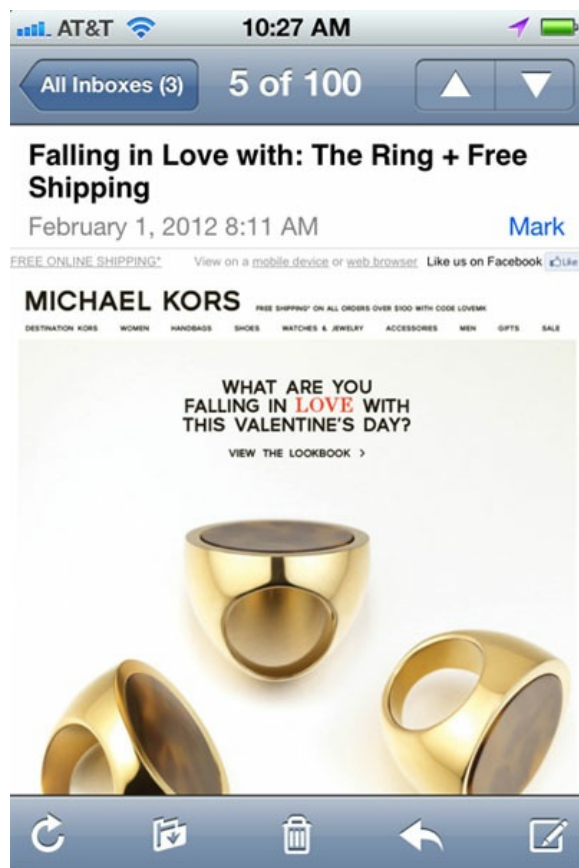 AT&T 10:27 AM
All Inboxes (3) 5 of 100
Falling in Love with: The Ring + Free
Shipping
February 1, 2012 8:11 AM Mark
FREE ONLINE SHIPPING* View on a mobile device or web browser Like us on Facebook Like
MICHAEL KORS FREE SHIPPING* ON ALL ORDERS OVER $100 WITH CODE LOVEMK
DESTINATION KORS WOMEN HANDBAGS SHOES WATCHES & JEWELRY ACCESSORIES MEN GIFTS SALE
WHAT ARE YOU
FALLING IN LOVE WITH
THIS VALENTINE'S DAY?
VIEW THE LOOKBOOK >